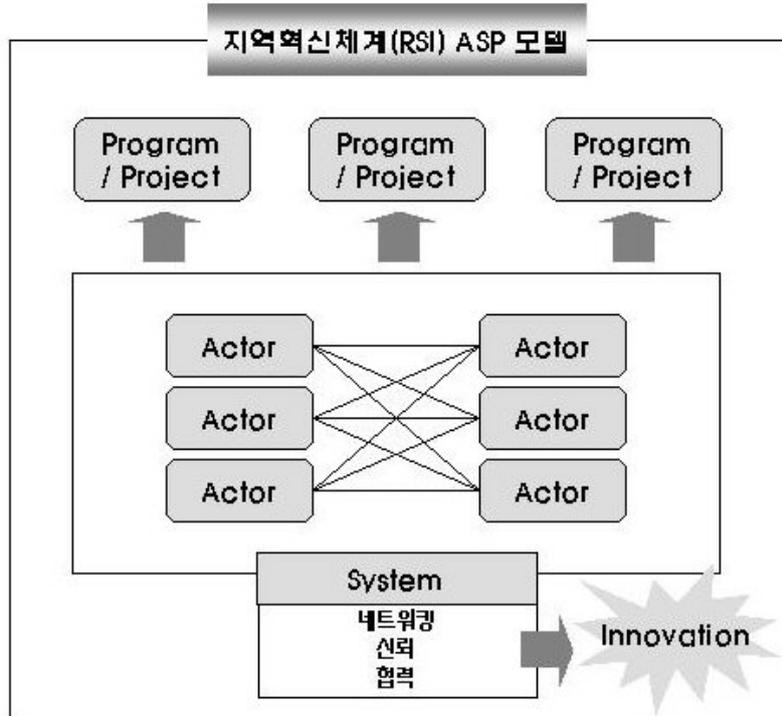 지역혁신체계(RSI) ASP 모델
Program
/ Project
Program
/ Project
Program
/ Project
Actor
Actor
Actor
Actor
Actor
Actor
System
네트워킹
신뢰
협력
Innovation